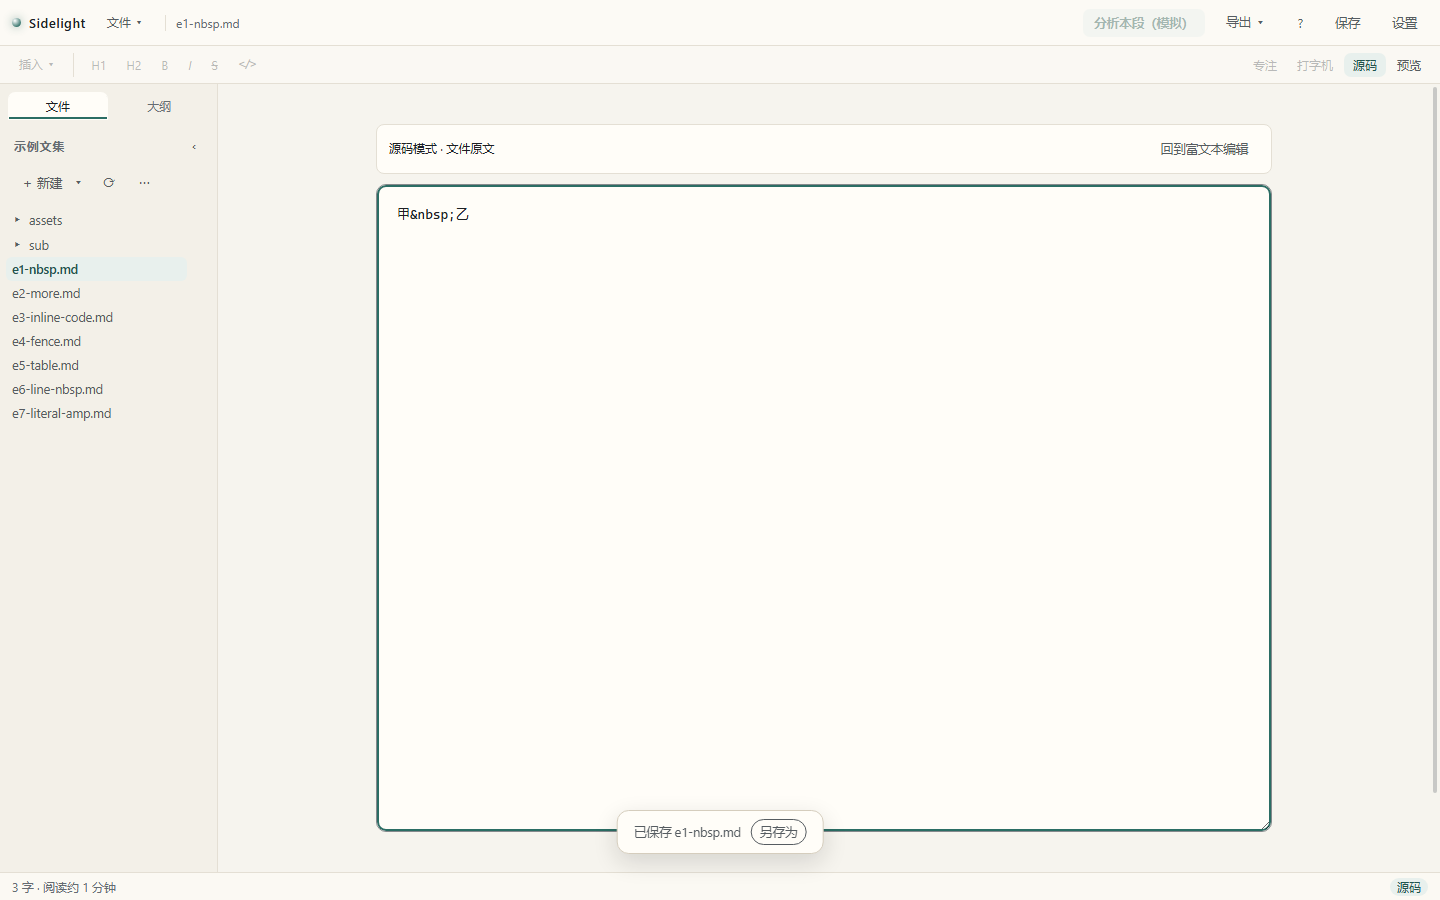 Sidelight 文件 e1-nbsp.md 分析本段（模拟） 导出 ? 保存 设置
插入 H1 H2 B I S </> 专注 打字机 源码 预览
文件 大纲
示例文集
+ 新建 ···
assets
sub
e1-nbsp.md
e2-more.md
e3-inline-code.md
e4-fence.md
e5-table.md
e6-line-nbsp.md
e7-literal-amp.md
源码模式 · 文件原文 回到富文本编辑
甲&nbsp;乙
已保存 e1-nbsp.md 另存为
3 字 · 阅读约 1 分钟 源码